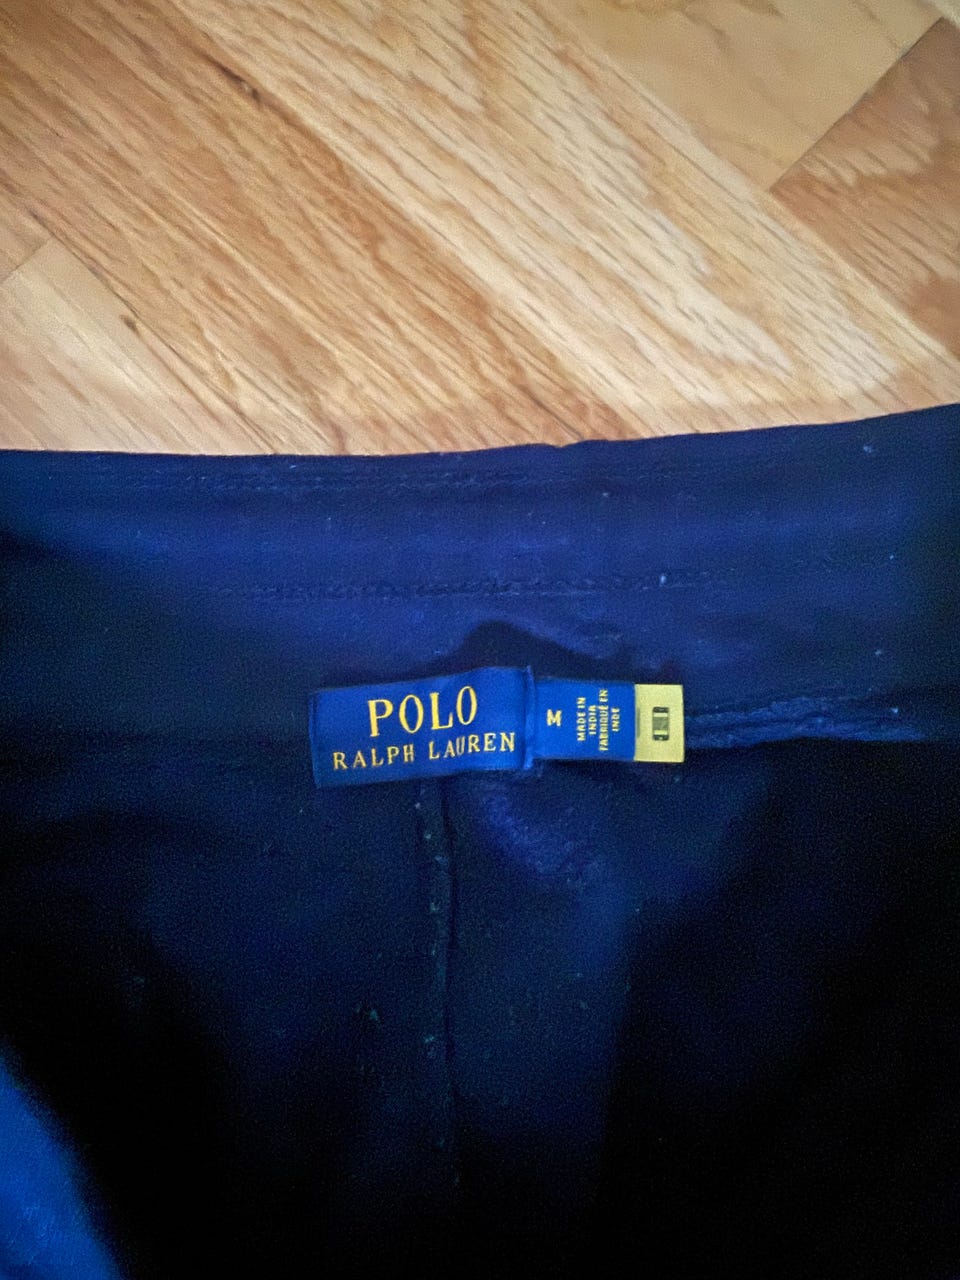 POLO
RALPH LAUREN
M
MADE IN
INDIA
FABRIQUÉ EN
INDE